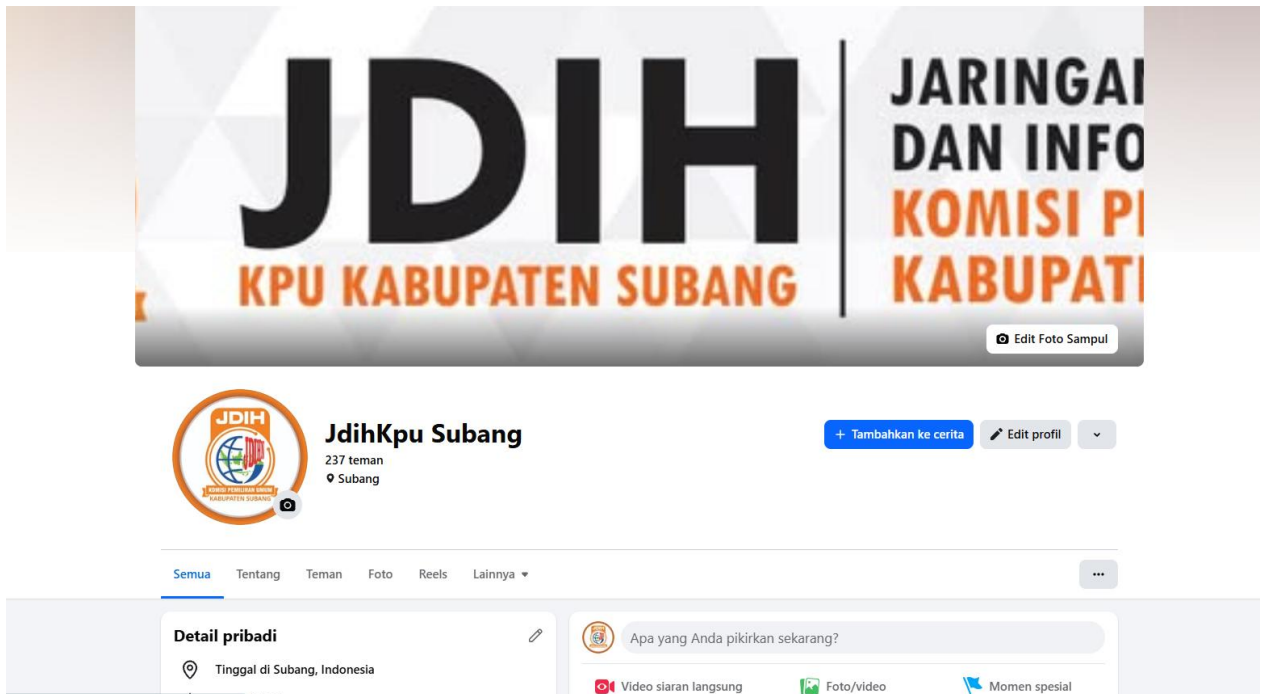 JDIH
KPU KABUPATEN SUBANG
JARINGAN
DAN INFO
KOMISI P
KABUPAT
Edit Foto Sampul
JDIH
JDIH
KOMISI PEMILIHAN UMUM
KABUPATEN SUBANG
JdihKpu Subang
237 teman
Subang
+ Tambahkan ke cerita
Edit profil
Semua
Tentang
Teman
Foto
Reels
Lainnya
Detail pribadi
Tinggal di Subang, Indonesia
Apa yang Anda pikirkan sekarang?
Video siaran langsung
Foto/video
Momen spesial